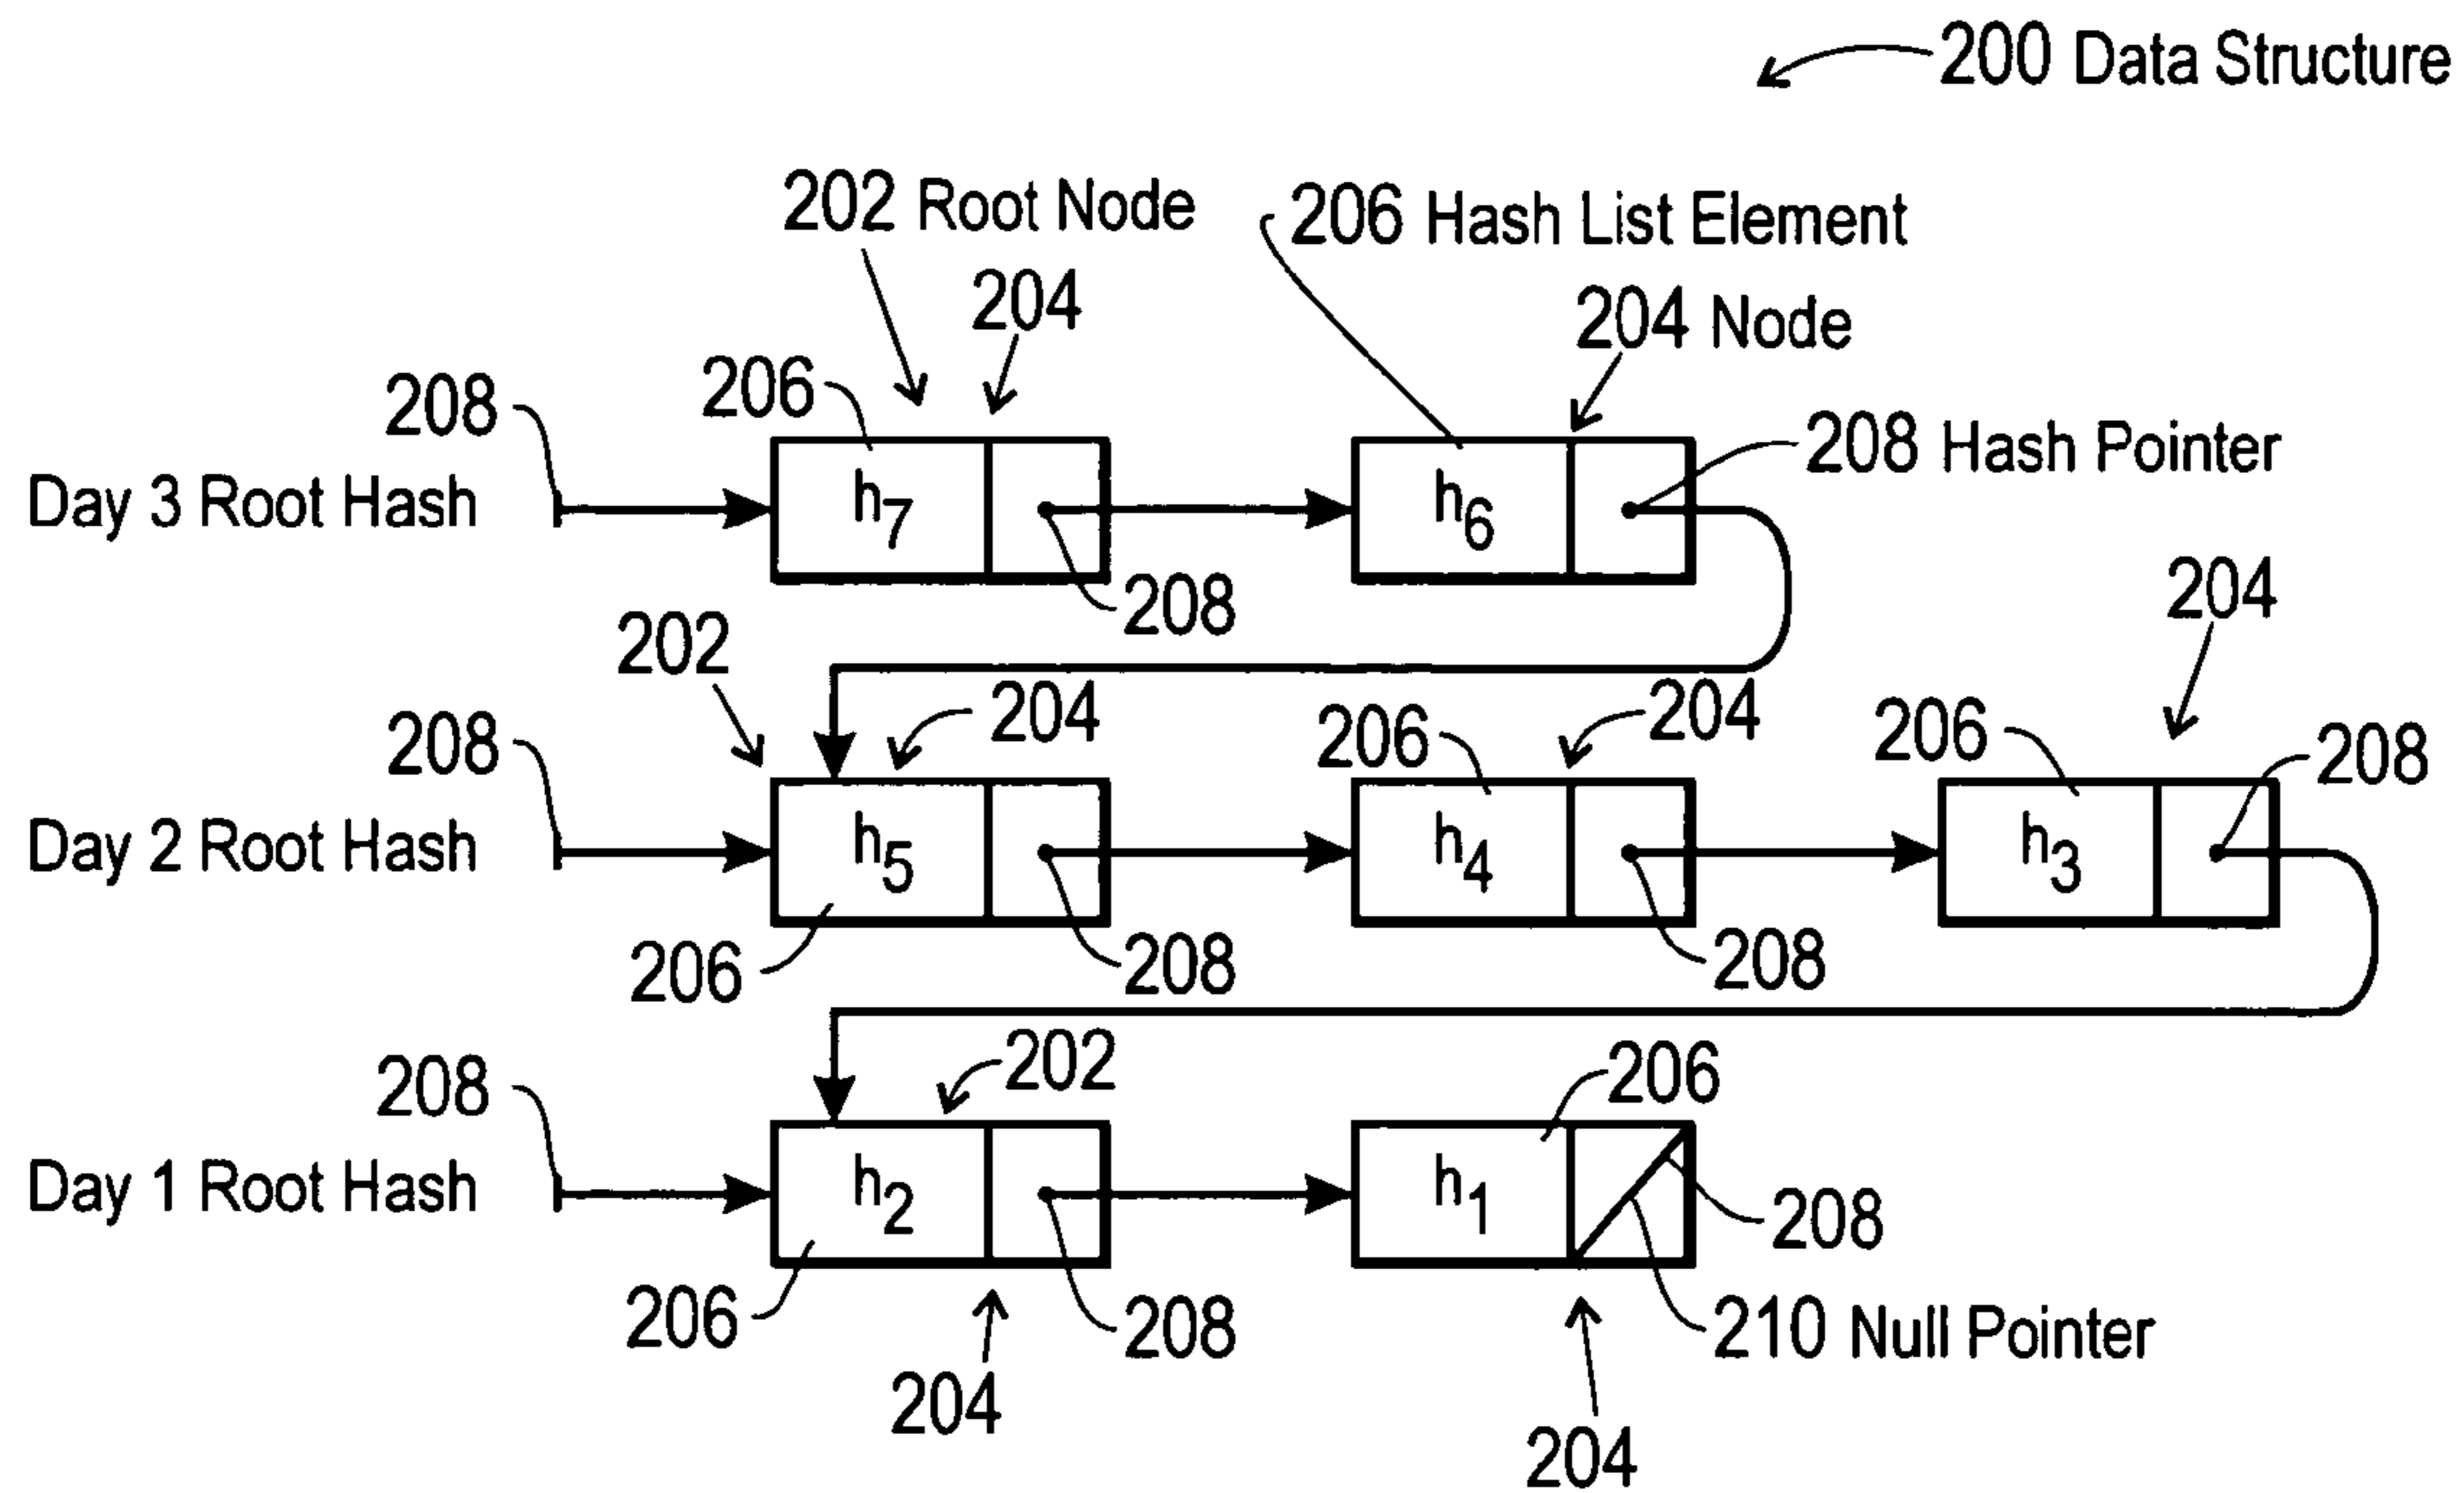 200 Data Structure
202 Root Node
206 Hash List Element
204
204 Node
206
208
208 Hash Pointer
Day 3 Root Hash
h7
h6
208
204
202
204
204
206
206
208
208
Day 2 Root Hash
h5
h4
h3
206
208
208
202
206
208
Day 1 Root Hash
h2
h1
208
206
208
210 Null Pointer
204
204